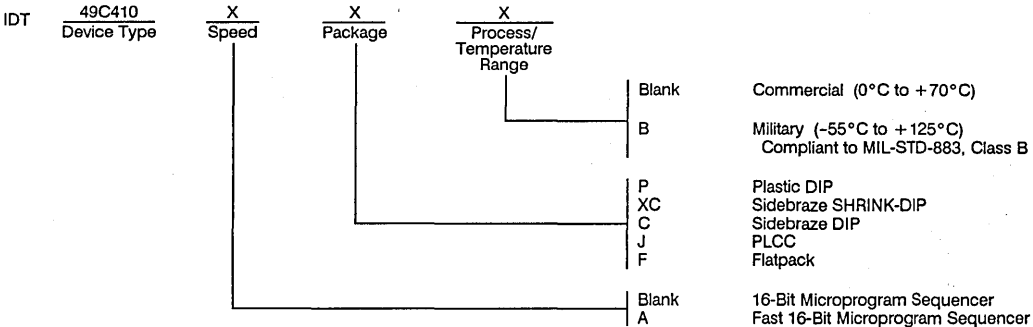 IDT 49C410 X X X
Device Type Speed Package Process/
Temperature
Range
Blank Commercial (0°C to +70°C)
B Military (–55°C to +125°C)
Compliant to MIL-STD-883, Class B
P Plastic DIP
XC Sidebraze SHRINK-DIP
C Sidebraze DIP
J PLCC
F Flatpack
Blank 16-Bit Microprogram Sequencer
A Fast 16-Bit Microprogram Sequencer